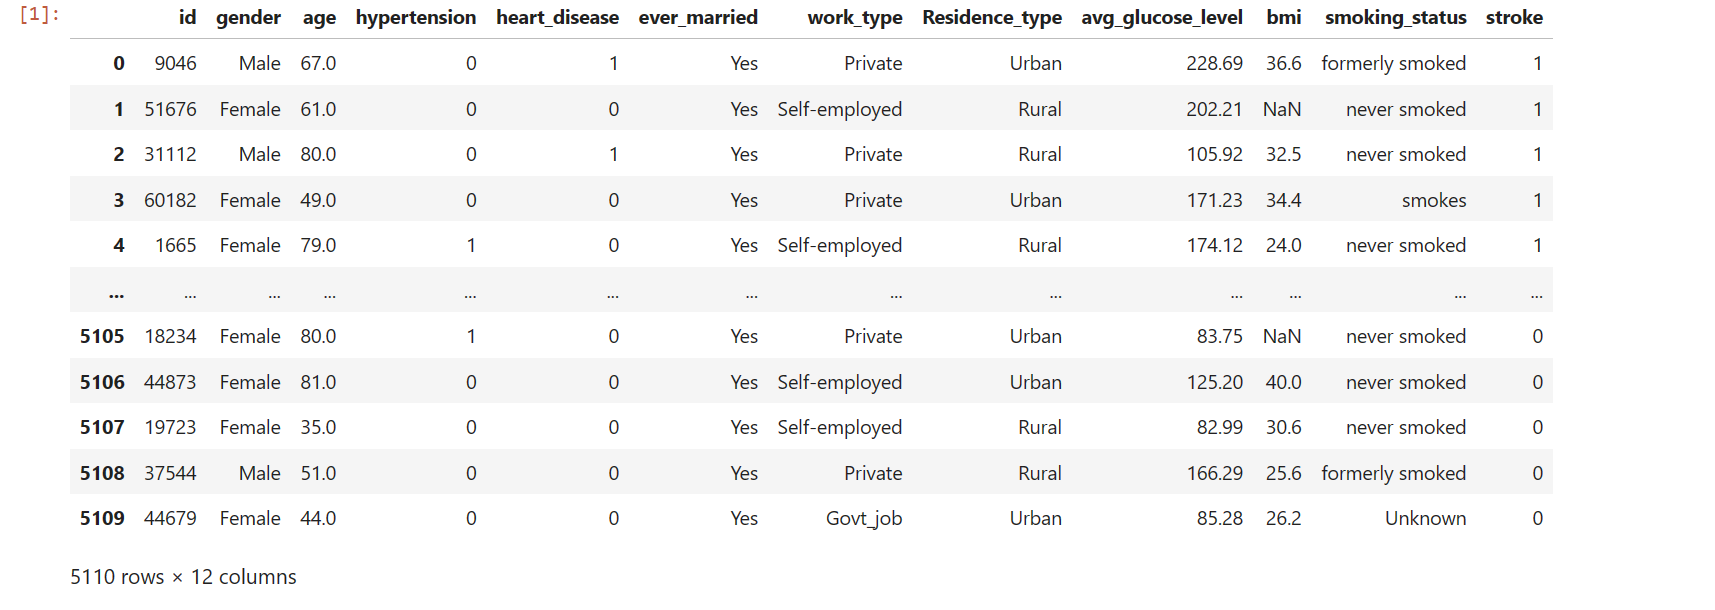 [1]:
id gender age hypertension heart_disease ever_married work_type Residence_type avg_glucose_level bmi smoking_status stroke
0 9046 Male 67.0 0 1 Yes Private Urban 228.69 36.6 formerly smoked 1
1 51676 Female 61.0 0 0 Yes Self-employed Rural 202.21 NaN never smoked 1
2 31112 Male 80.0 0 1 Yes Private Rural 105.92 32.5 never smoked 1
3 60182 Female 49.0 0 0 Yes Private Urban 171.23 34.4 smokes 1
4 1665 Female 79.0 1 0 Yes Self-employed Rural 174.12 24.0 never smoked 1
... ... ... ... ... ... ... ... ... ... ... ... ...
5105 18234 Female 80.0 1 0 Yes Private Urban 83.75 NaN never smoked 0
5106 44873 Female 81.0 0 0 Yes Self-employed Urban 125.20 40.0 never smoked 0
5107 19723 Female 35.0 0 0 Yes Self-employed Rural 82.99 30.6 never smoked 0
5108 37544 Male 51.0 0 0 Yes Private Rural 166.29 25.6 formerly smoked 0
5109 44679 Female 44.0 0 0 Yes Govt_job Urban 85.28 26.2 Unknown 0
5110 rows × 12 columns